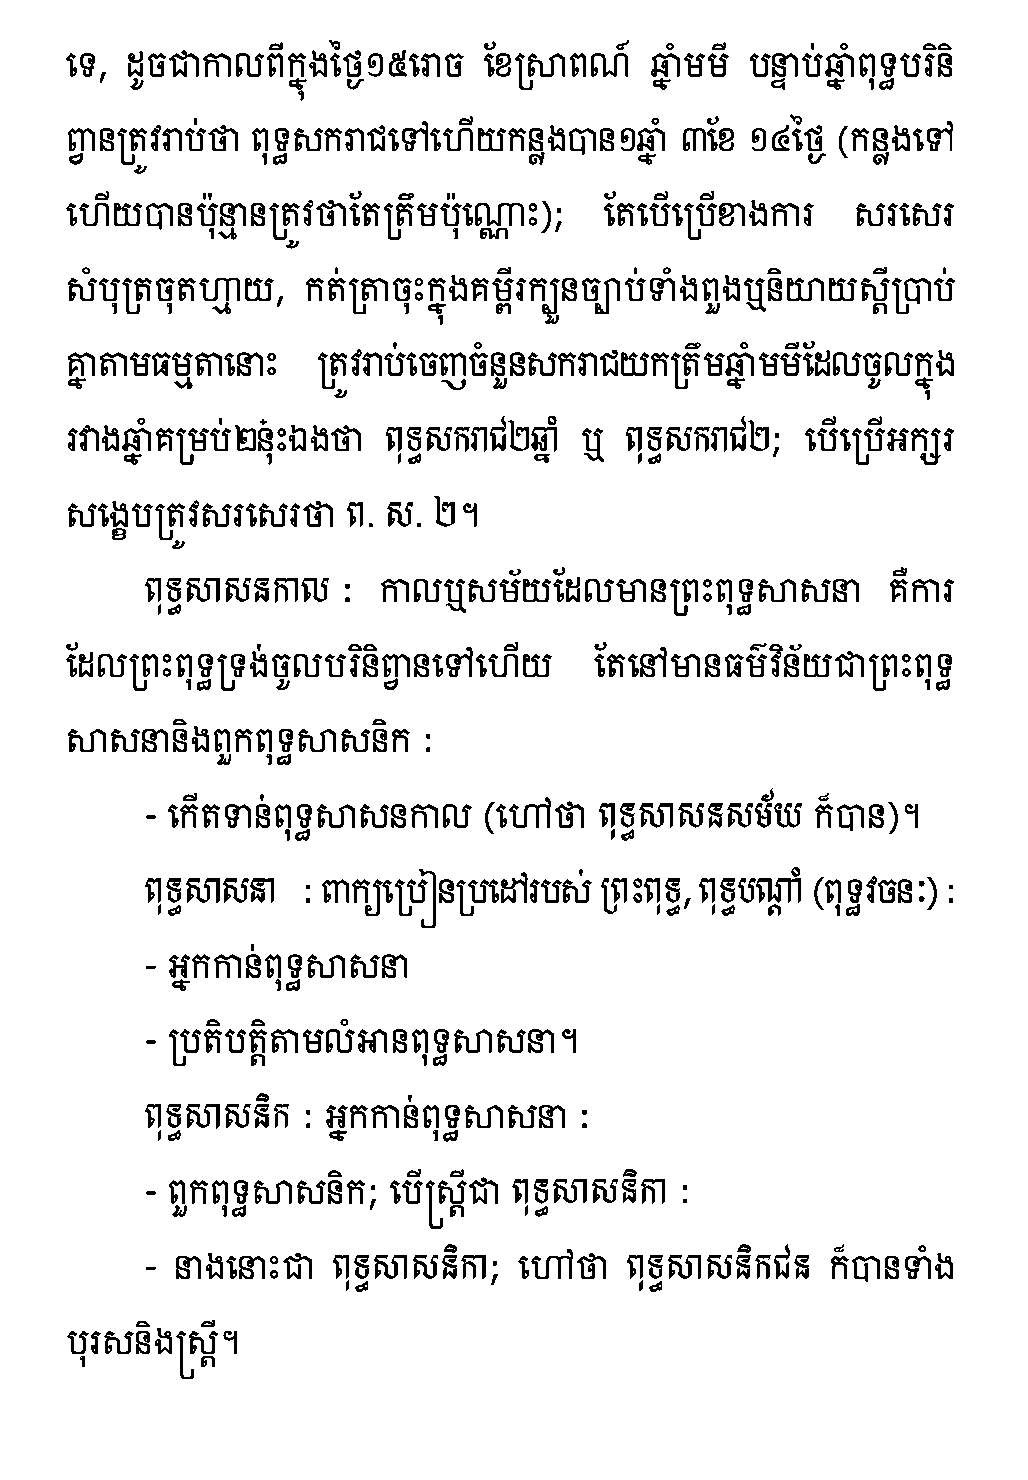 ទេ, ដូចជាកាលពីក្នុងថ្ងៃ១៥រោច ខែស្រាពណ៍ ឆ្នាំមមី បន្ទាប់ឆ្នាំពុទ្ធបរិនិ
ព្វានត្រូវរាប់ថា ពុទ្ធសករាជទៅហើយកន្លងបាន១ឆ្នាំ ៣ខែ ១៤ថ្ងៃ (កន្លងទៅ
ហើយបានប៉ុន្មានត្រូវថាតែត្រឹមប៉ុណ្ណោះ); តែបើប្រើខាងការ សរសេរ
សំបុត្រចុតហ្មាយ, កត់ត្រាចុះក្នុងគម្ពីរក្បួនច្បាប់ទាំងពួងឬនិយាយស្ដីប្រាប់
គ្នាតាមធម្មតានោះ ត្រូវរាប់ចេញចំនួនសករាជយកត្រឹមឆ្នាំមមីដែលចូលក្នុង
រវាងឆ្នាំគម្រប់២នុ៎ះឯងថា ពុទ្ធសករាជ២ឆ្នាំ ឬ ពុទ្ធសករាជ២; បើប្រើអក្សរ
សង្ខេបត្រូវសរសេរថា ព. ស. ២។
ពុទ្ធសាសនកាល : កាលឬសម័យដែលមានព្រះពុទ្ធសាសនា គឺការ
ដែលព្រះពុទ្ធទ្រង់ចូលបរិនិព្វានទៅហើយ តែនៅមានធម៌វិន័យជាព្រះពុទ្ធ
សាសនានិងពួកពុទ្ធសាសនិក :
- កើតទាន់ពុទ្ធសាសនកាល (ហៅថា ពុទ្ធសាសនសម័យ ក៏បាន)។
ពុទ្ធសាសនា : ពាក្យប្រៀនប្រដៅរបស់ ព្រះពុទ្ធ, ពុទ្ធបណ្ដាំ (ពុទ្ធវចនៈ) :
- អ្នកកាន់ពុទ្ធសាសនា
- ប្រតិបត្តិតាមលំអានពុទ្ធសាសនា។
ពុទ្ធសាសនិក : អ្នកកាន់ពុទ្ធសាសនា :
- ពួកពុទ្ធសាសនិក; បើស្ត្រីជា ពុទ្ធសាសនិកា :
- នាងនោះជា ពុទ្ធសាសនិកា; ហៅថា ពុទ្ធសាសនិកជន ក៏បានទាំង
បុរសនិងស្ត្រី។